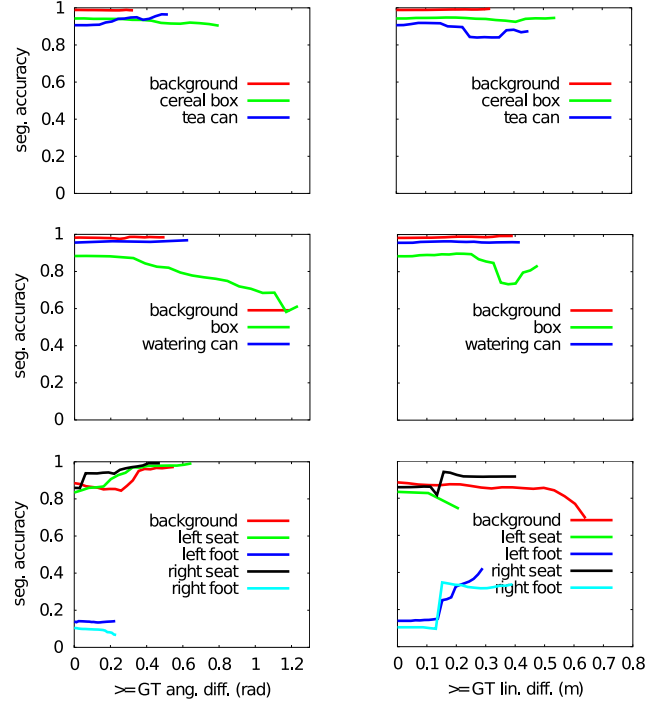 1
0.8
0.6
0.4
0.2
0
seg. accuracy
background
cereal box
tea can
background
cereal box
tea can
1
0.8
0.6
0.4
0.2
0
seg. accuracy
background
box
watering can
background
box
watering can
1
0.8
0.6
0.4
0.2
0
seg. accuracy
background
left seat
left foot
right seat
right foot
background
left seat
left foot
right seat
right foot
0 0.2 0.4 0.6 0.8 1 1.2
>=GT ang. diff. (rad)
0 0.1 0.2 0.3 0.4 0.5 0.6 0.7 0.8
>=GT lin. diff. (m)